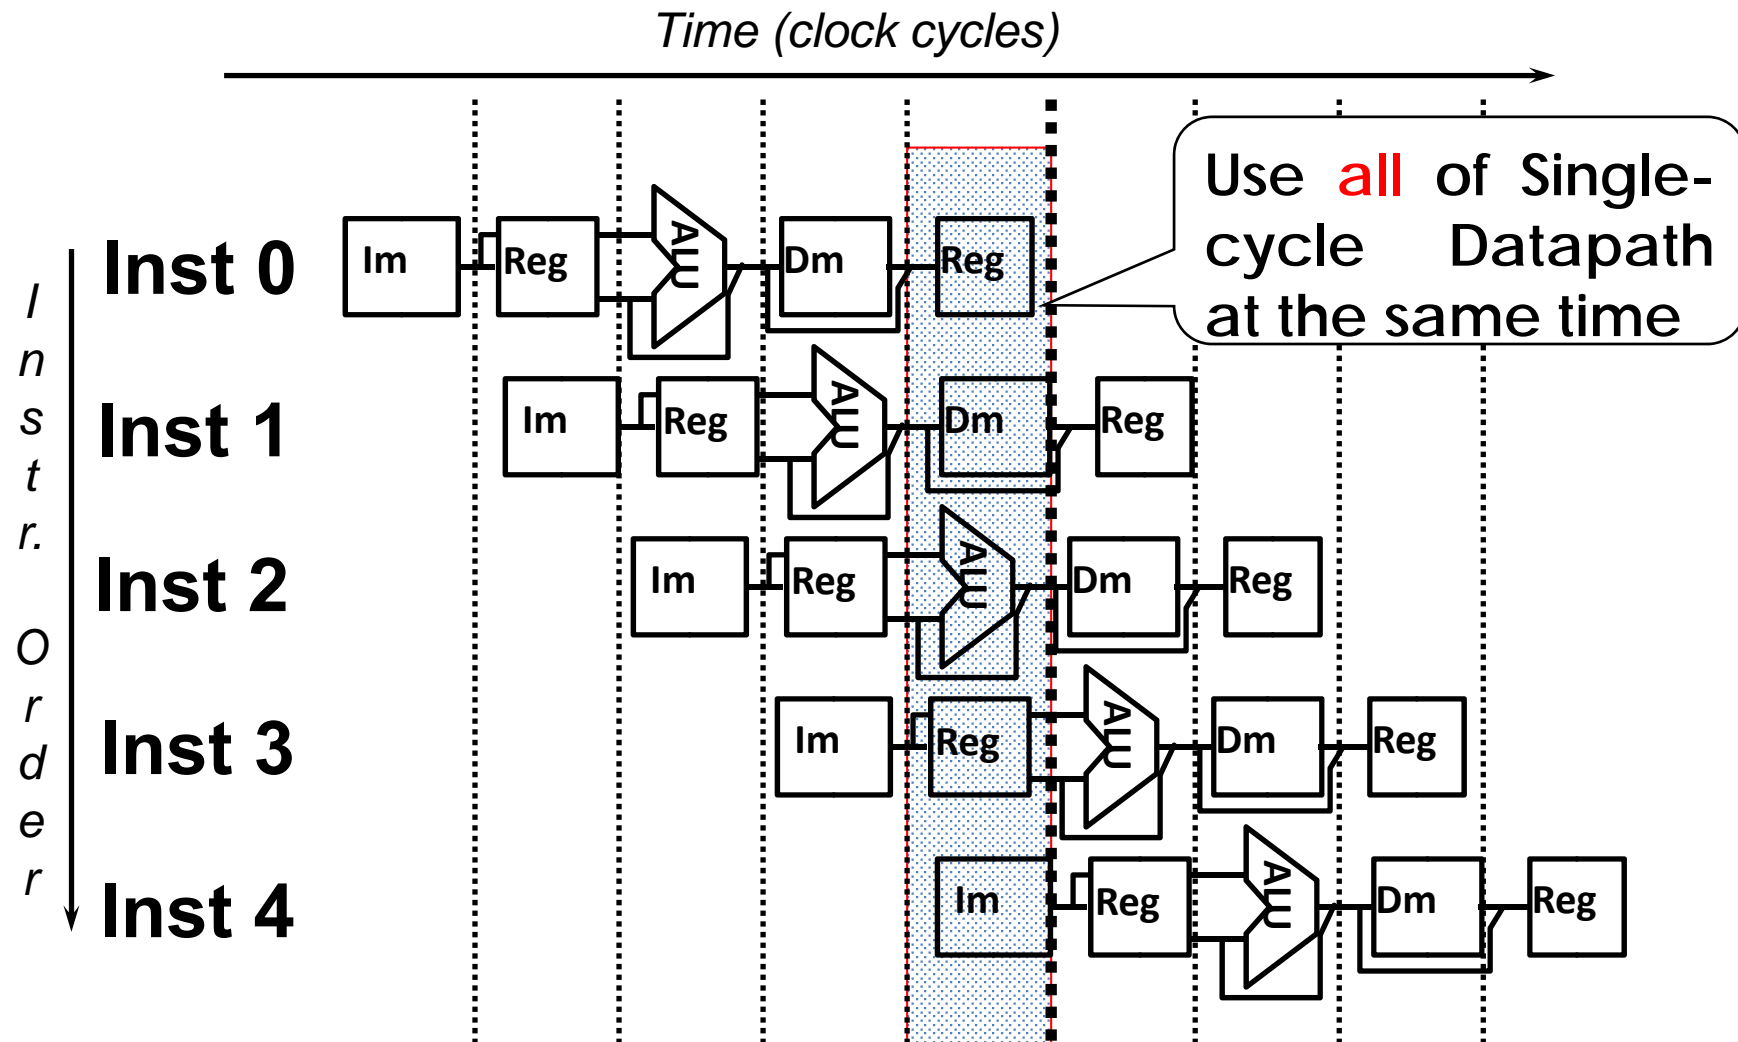 Time (clock cycles)
Use all of Single-
cycle Datapath
at the same time
Instr. Order
Inst 0
Im
Reg
ALU
Dm
Reg
Inst 1
Im
Reg
ALU
Dm
Reg
Inst 2
Im
Reg
ALU
Dm
Reg
Inst 3
Im
Reg
ALU
Dm
Reg
Inst 4
Im
Reg
ALU
Dm
Reg